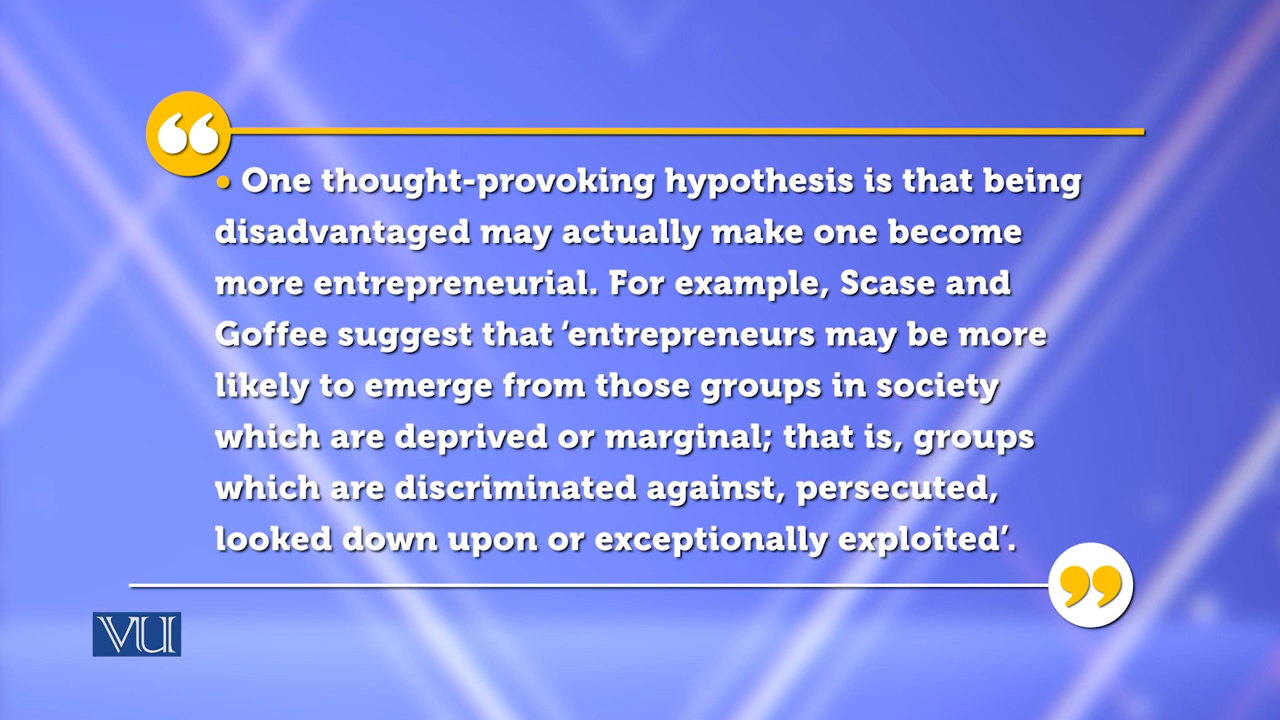 • One thought-provoking hypothesis is that being
disadvantaged may actually make one become
more entrepreneurial. For example, Scase and
Goffee suggest that ‘entrepreneurs may be more
likely to emerge from those groups in society
which are deprived or marginal; that is, groups
which are discriminated against, persecuted,
looked down upon or exceptionally exploited’.
VU